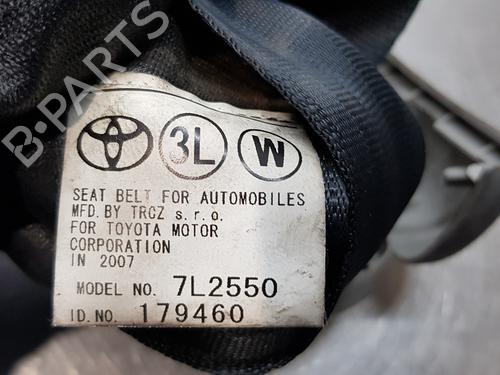 B-PARTS
3L W
SEAT BELT FOR AUTOMOBILES
MFD. BY TRCZ s.r.o.
FOR TOYOTA MOTOR
CORPORATION
IN 2007
MODEL NO. 7L2550
I.D. NO. 179460